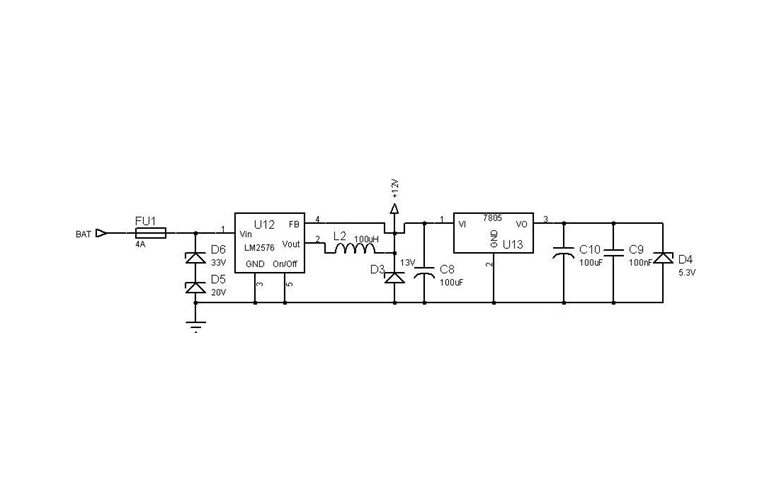 BAT
FU1
4A
D6
33V
D5
20V
1
U12
Vin
LM2576
FB
Vout
GND
On/Off
3
5
4
2
L2
100uH
+12V
D3
13V
C8
100uF
1
VI
7805
VO
GND
U13
2
3
C10
100uF
C9
100nF
D4
5.3V